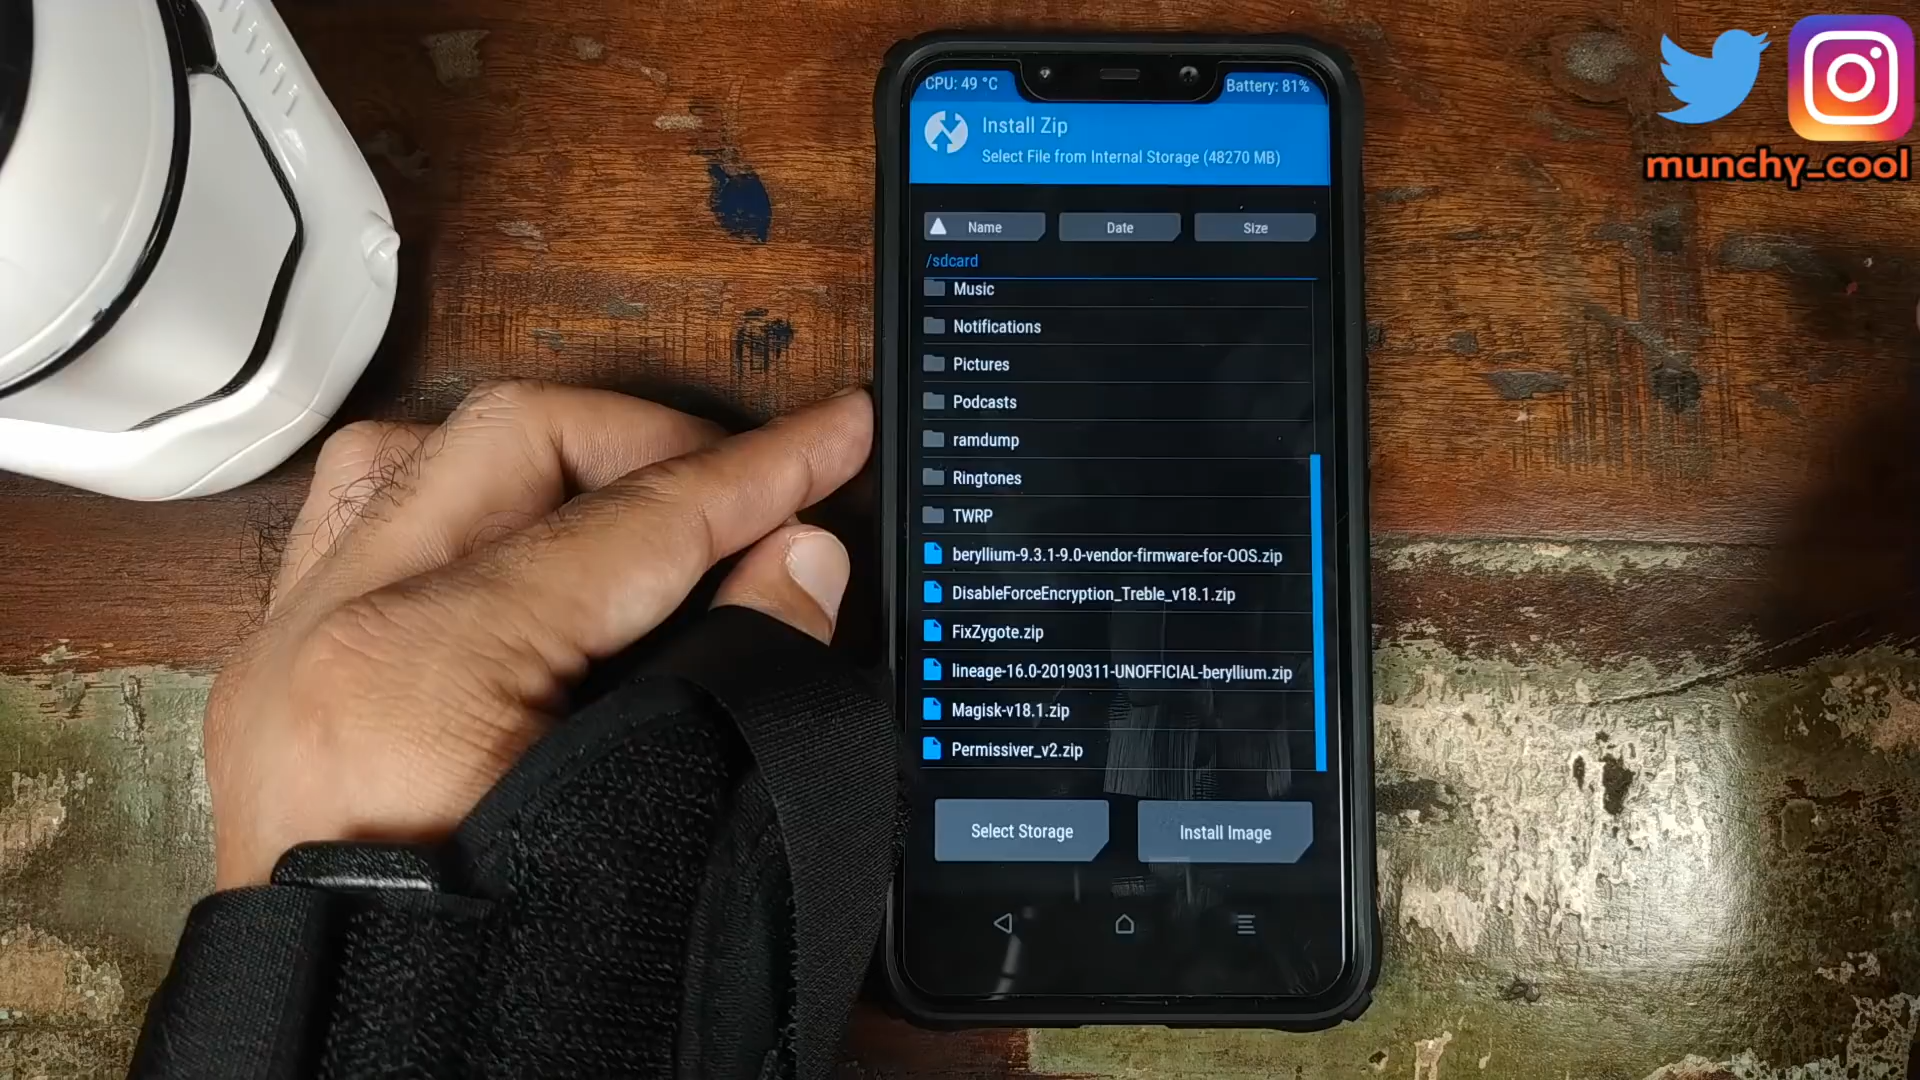 CPU: 49 °C
Battery: 81%
Install Zip
Select File from Internal Storage (48270 MB)
Name
Date
Size
/sdcard
Music
Notifications
Pictures
Podcasts
ramdump
Ringtones
TWRP
beryllium-9.3.1-9.0-vendor-firmware-for-OOS.zip
DisableForceEncryption_Treble_v18.1.zip
FixZygote.zip
lineage-16.0-20190311-UNOFFICIAL-beryllium.zip
Magisk-v18.1.zip
Permissiver_v2.zip
Select Storage
Install Image
munchy_cool